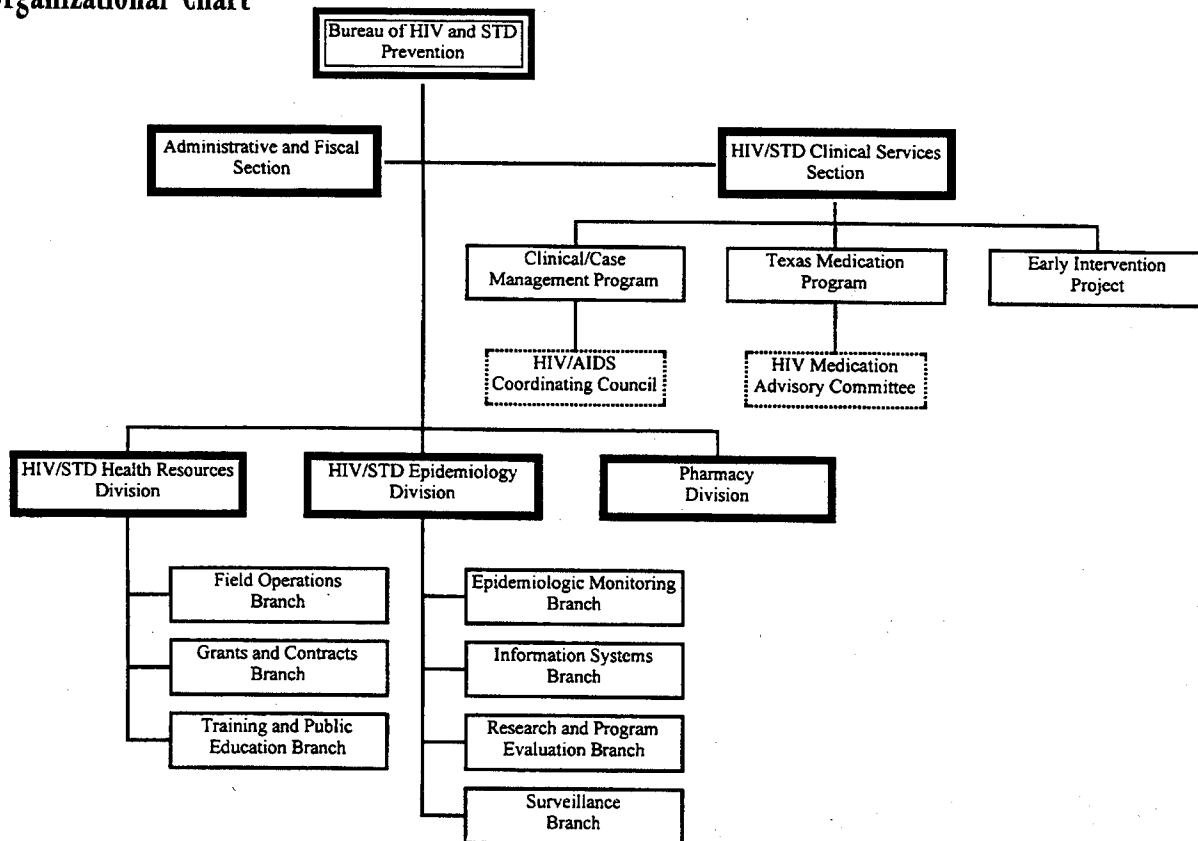 Organizational Chart
Bureau of HIV and STD
Prevention
Administrative and Fiscal
Section
HIV/STD Clinical Services
Section
Clinical/Case
Management Program
Texas Medication
Program
Early Intervention
Project
HIV/AIDS
Coordinating Council
HIV Medication
Advisory Committee
HIV/STD Health Resources
Division
HIV/STD Epidemiology
Division
Pharmacy
Division
Field Operations
Branch
Grants and Contracts
Branch
Training and Public
Education Branch
Epidemiologic Monitoring
Branch
Information Systems
Branch
Research and Program
Evaluation Branch
Surveillance
Branch